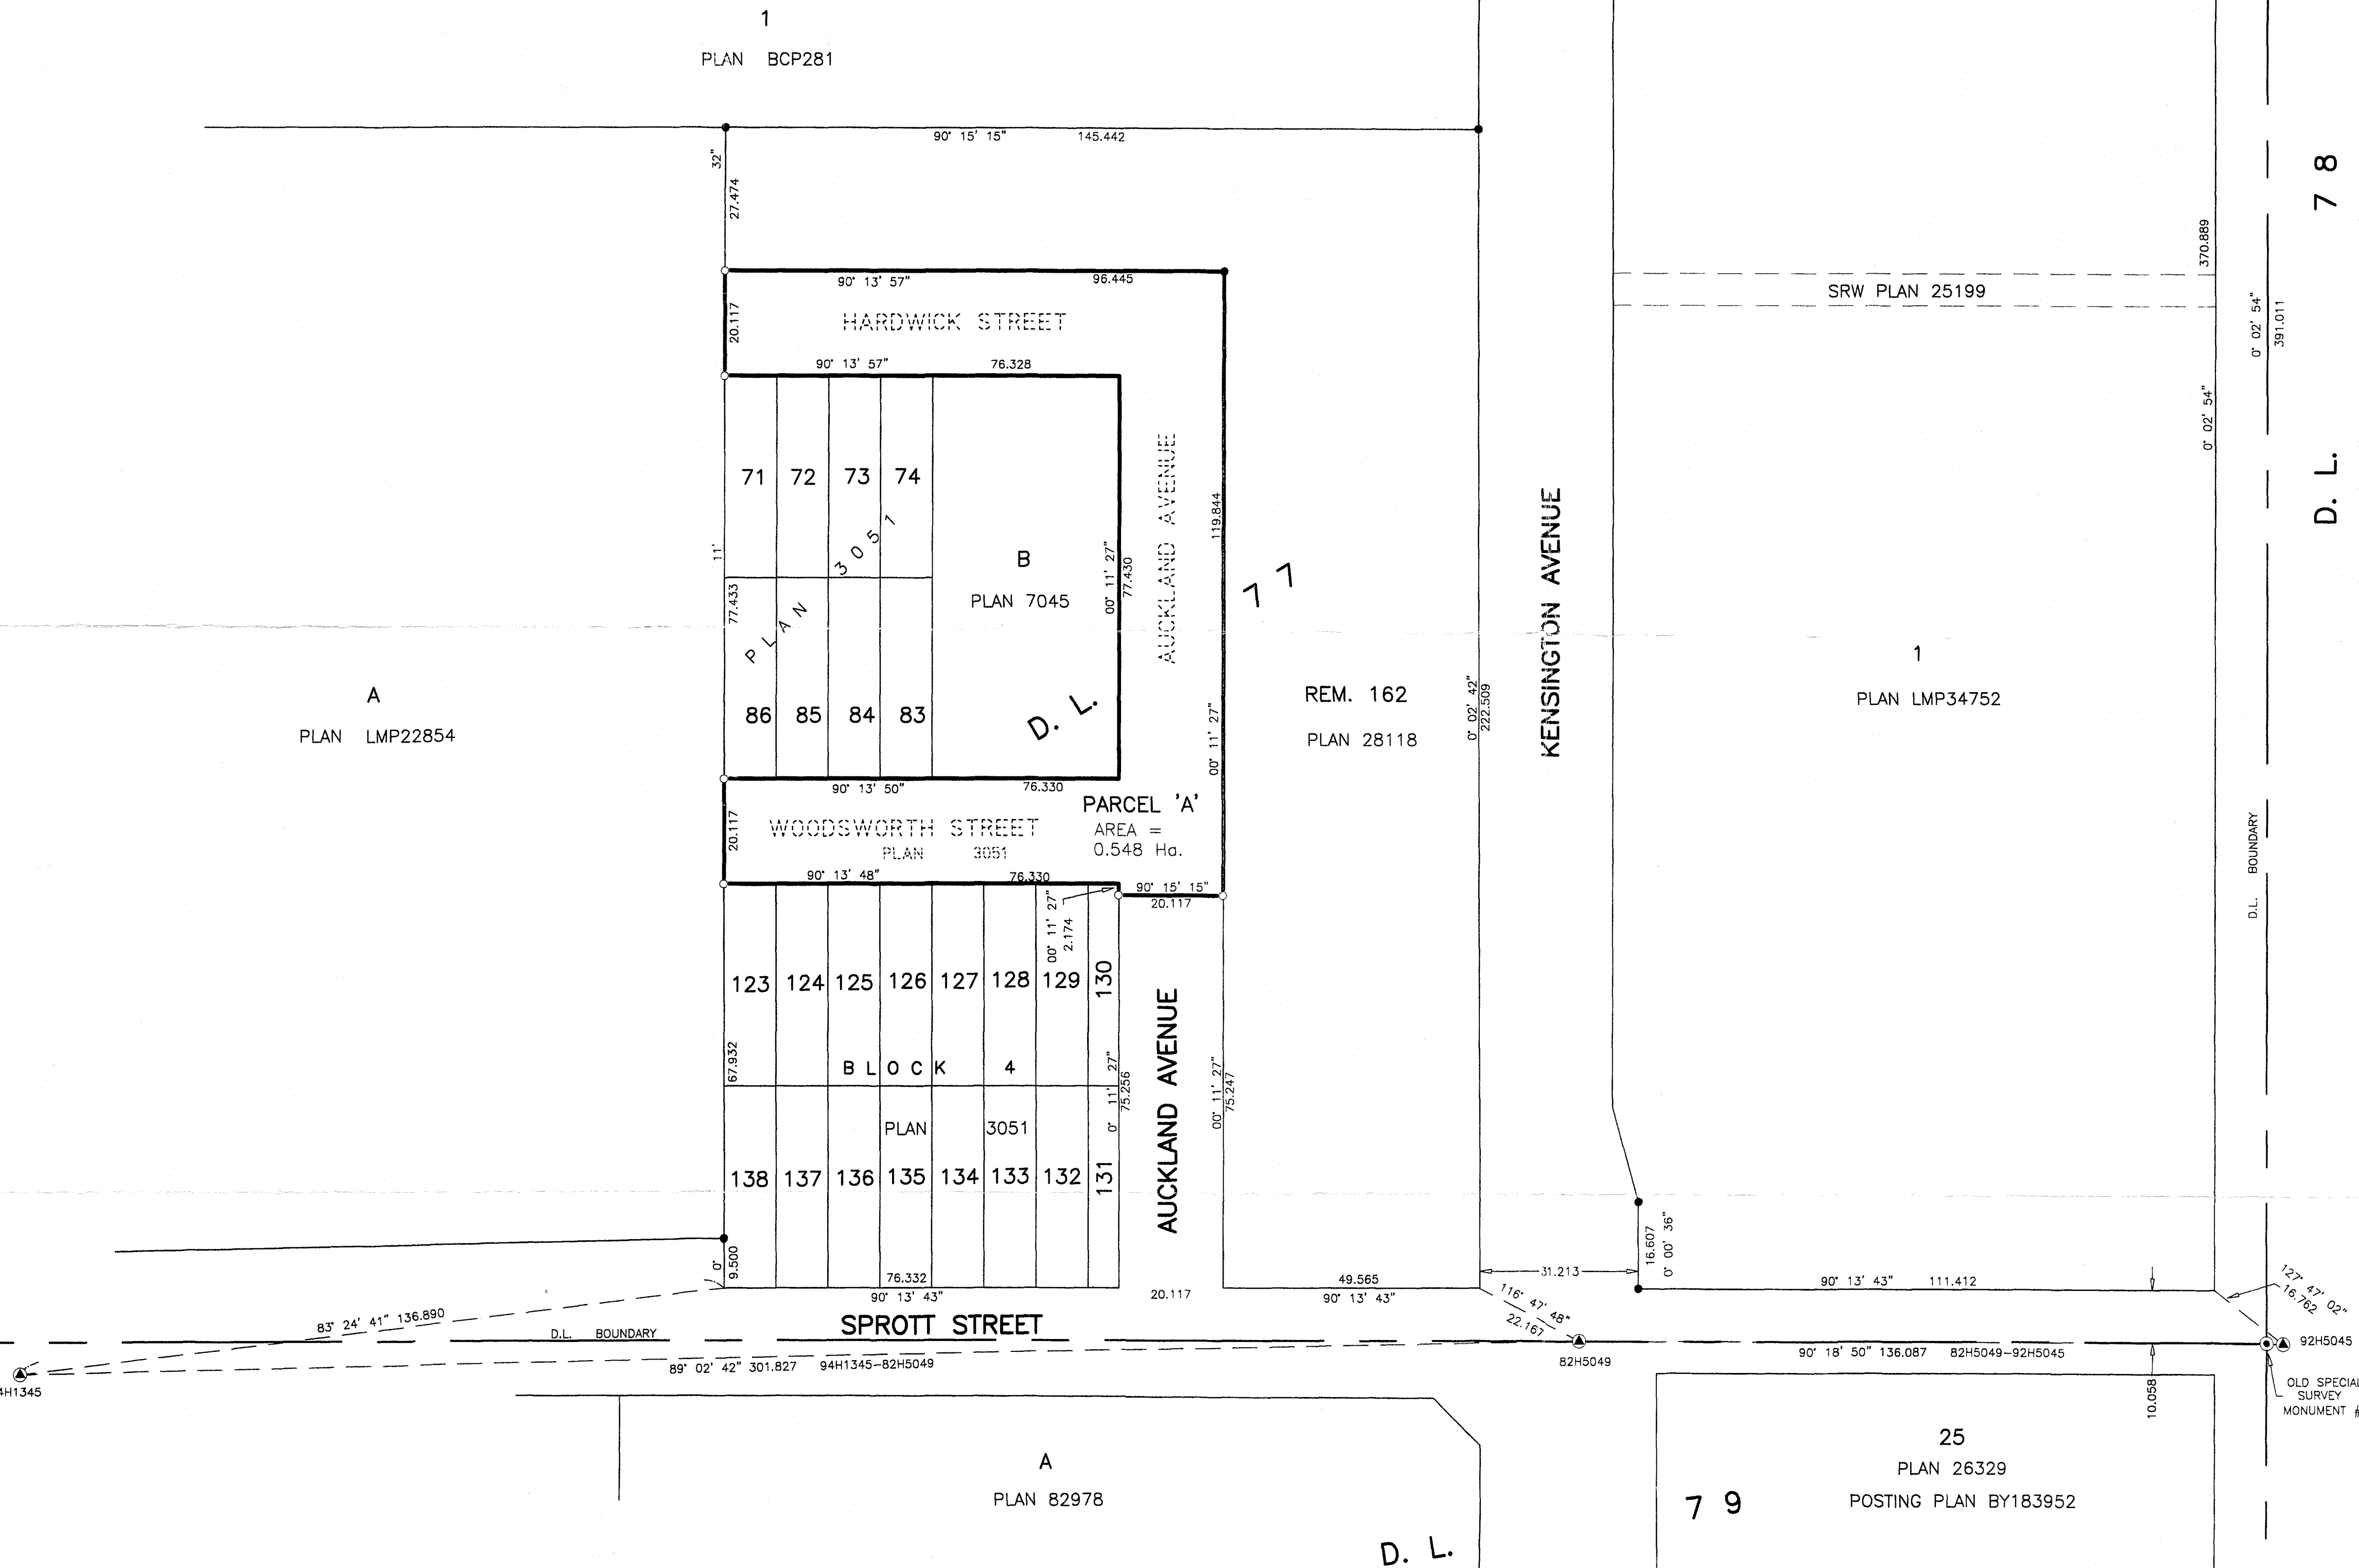 1
PLAN BCP281
90° 15' 15" 145.442
32"
27.474
7 8
D. L.
90° 13' 57" 96.445
20.117
HARDWICK STREET
90° 13' 57" 76.328
370.889
0° 02' 54"
SRW PLAN 25199
0° 02' 54"
391.011
71 72 73 74
PLAN 3051
11'
77.433
B
PLAN 7045
00° 11' 27"
77.430
AUCKLAND AVENUE
119.844
00° 11' 27"
D. L. 7 7
86 85 84 83
A
PLAN LMP22854
REM. 162
PLAN 28118
0° 02' 42"
222.509
KENSINGTON AVENUE
1
PLAN LMP34752
D.L. BOUNDARY
90° 13' 50" 76.330
20.117
WOODSWORTH STREET
PLAN 3051
PARCEL 'A'
AREA =
0.548 Ha.
90° 13' 48" 76.330
90° 15' 15"
20.117
00° 11' 27"
2.174
123 124 125 126 127 128 129 130
67.932
BLOCK 4
PLAN 3051
0° 11' 27"
75.256
AUCKLAND AVENUE
00° 11' 27"
75.247
138 137 136 135 134 133 132 131
0°
9.500
76.332
90° 13' 43"
20.117
49.565
90° 13' 43"
31.213
16.607
0° 00' 36"
90° 13' 43" 111.412
127° 47' 02"
16.762
116° 47' 48"
22.167
83° 24' 41" 136.890
D.L. BOUNDARY
SPROTT STREET
89° 02' 42" 301.827 94H1345-82H5049
82H5049
90° 18' 50" 136.087 82H5049-92H5045
92H5045
4H1345
10.058
OLD SPECIAL
SURVEY
MONUMENT #
A
PLAN 82978
D. L. 7 9
25
PLAN 26329
POSTING PLAN BY183952